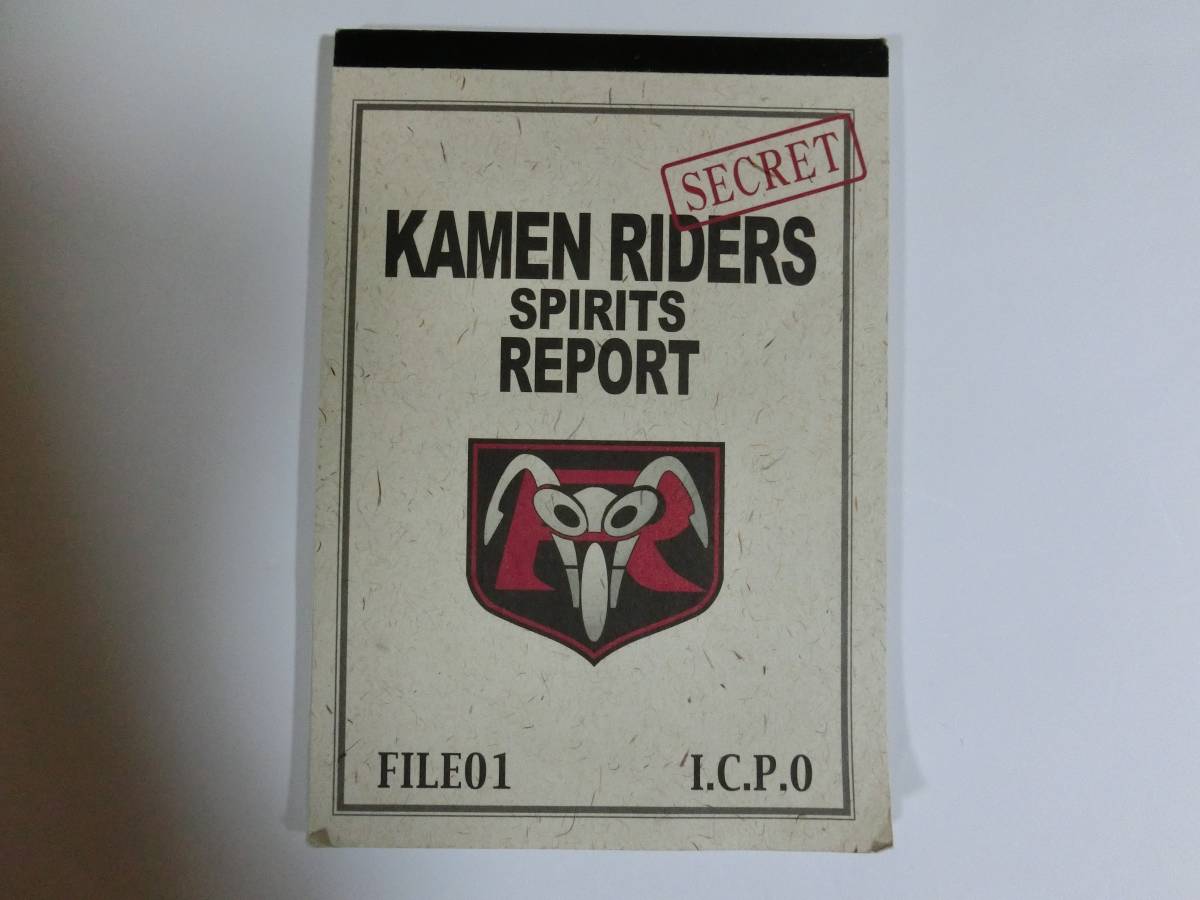 SECRET
KAMEN RIDERS
SPIRITS
REPORT
FILE01 I.C.P.O